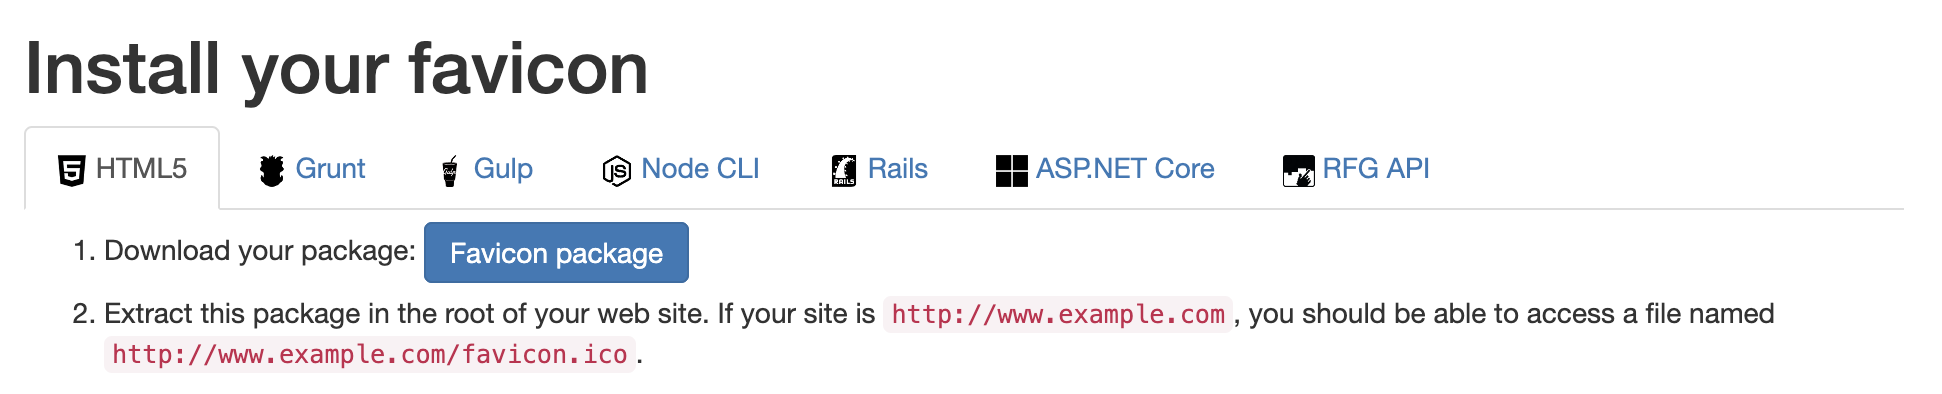 Install your favicon
HTML5 Grunt Gulp Node CLI Rails ASP.NET Core RFG API
1. Download your package: Favicon package
2. Extract this package in the root of your web site. If your site is http://www.example.com, you should be able to access a file named
http://www.example.com/favicon.ico.